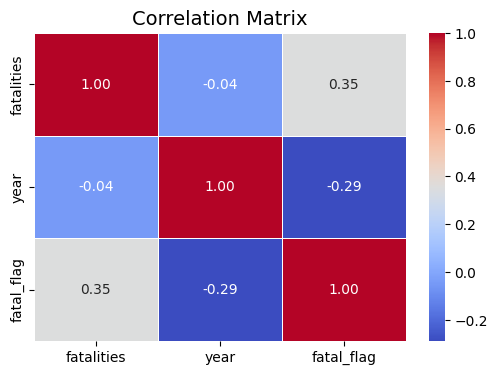 Correlation Matrix
fatalities
year
fatal_flag
1.00
-0.04
0.35
-0.04
1.00
-0.29
0.35
-0.29
1.00
fatalities
year
fatal_flag
1.0
0.8
0.6
0.4
0.2
0.0
−0.2